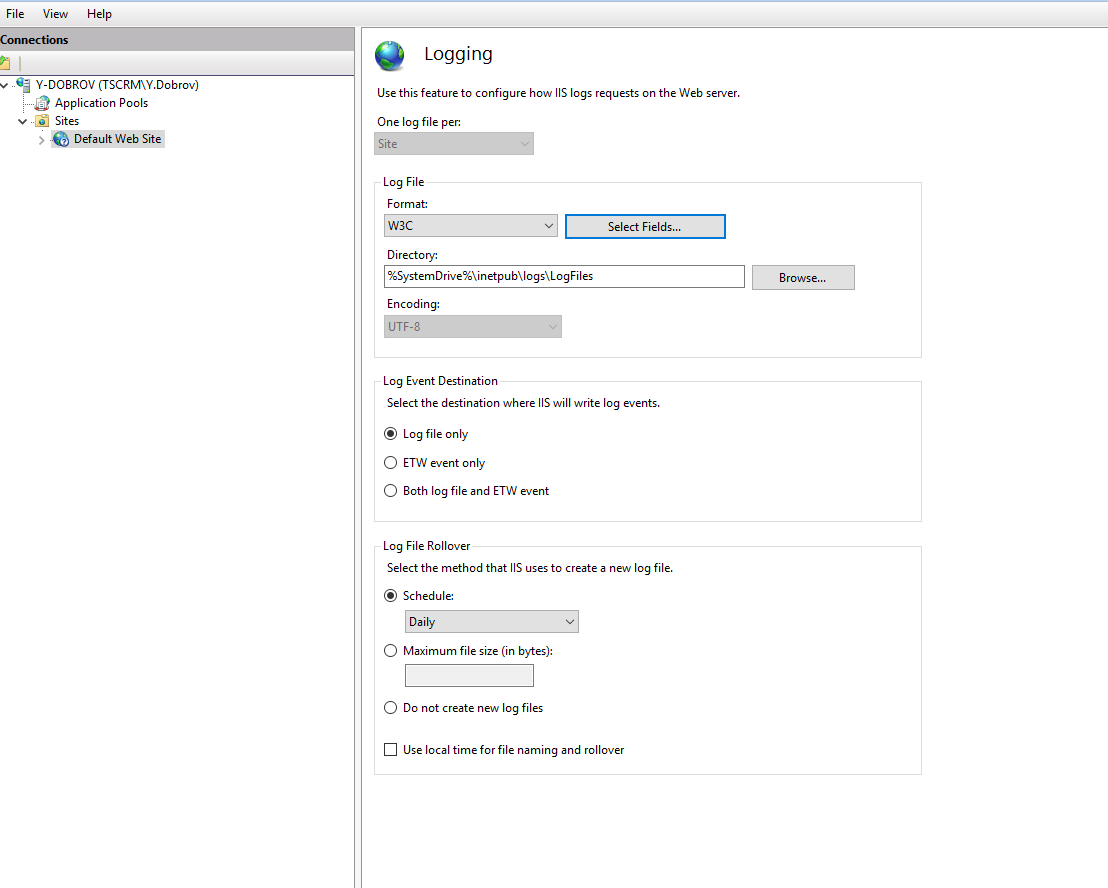 File View Help
Connections
Y-DOBROV (TSCRM\Y.Dobrov)
Application Pools
Sites
Default Web Site
Logging
Use this feature to configure how IIS logs requests on the Web server.
One log file per:
Site
Log File
Format:
W3C
Select Fields...
Directory:
%SystemDrive%\inetpub\logs\LogFiles
Browse...
Encoding:
UTF-8
Log Event Destination
Select the destination where IIS will write log events.
Log file only
ETW event only
Both log file and ETW event
Log File Rollover
Select the method that IIS uses to create a new log file.
Schedule:
Daily
Maximum file size (in bytes):
Do not create new log files
Use local time for file naming and rollover